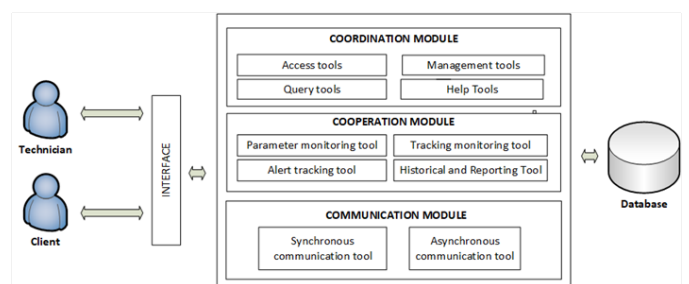 COORDINATION MODULE
Access tools
Management tools
Query tools
Help Tools
COOPERATION MODULE
Parameter monitoring tool
Tracking monitoring tool
Alert tracking tool
Historical and Reporting Tool
COMMUNICATION MODULE
Synchronous
communication tool
Asynchronous
communication tool
Technician
Client
INTERFACE
Database